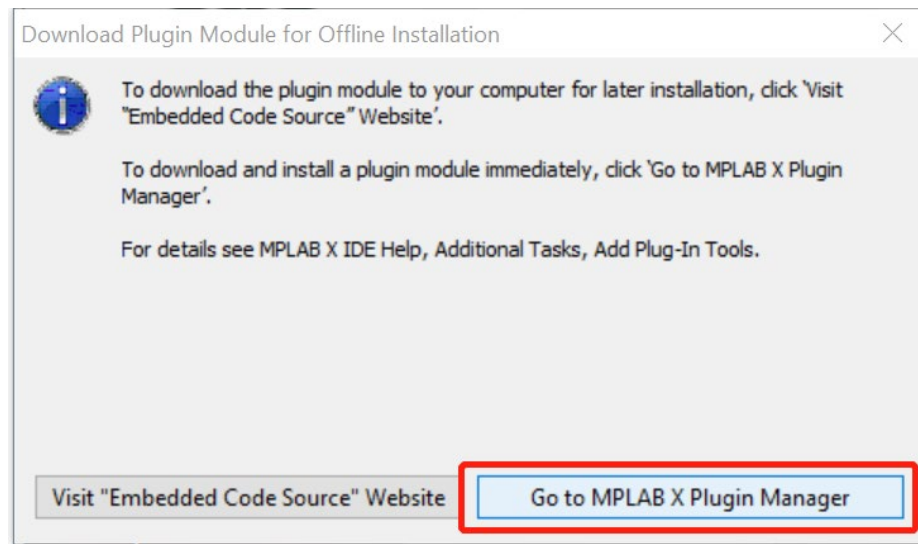 Download Plugin Module for Offline Installation
To download the plugin module to your computer for later installation, click 'Visit
"Embedded Code Source" Website'.
To download and install a plugin module immediately, click 'Go to MPLAB X Plugin
Manager'.
For details see MPLAB X IDE Help, Additional Tasks, Add Plug-In Tools.
Visit "Embedded Code Source" Website
Go to MPLAB X Plugin Manager